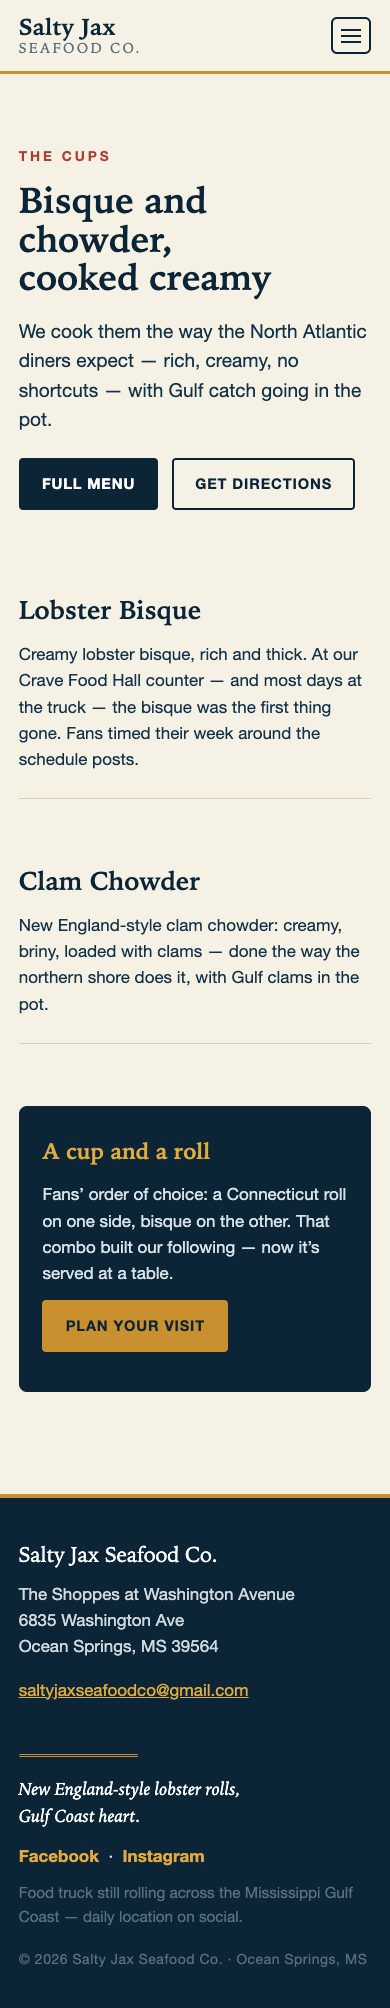 Salty Jax
SEAFOOD CO.
THE CUPS
Bisque and
chowder,
cooked creamy
We cook them the way the North Atlantic
diners expect — rich, creamy, no
shortcuts — with Gulf catch going in the
pot.
FULL MENU
GET DIRECTIONS
Lobster Bisque
Creamy lobster bisque, rich and thick. At our
Crave Food Hall counter — and most days at
the truck — the bisque was the first thing
gone. Fans timed their week around the
schedule posts.
Clam Chowder
New England-style clam chowder: creamy,
briny, loaded with clams — done the way the
northern shore does it, with Gulf clams in the
pot.
A cup and a roll
Fans’ order of choice: a Connecticut roll
on one side, bisque on the other. That
combo built our following — now it’s
served at a table.
PLAN YOUR VISIT
Salty Jax Seafood Co.
The Shoppes at Washington Avenue
6835 Washington Ave
Ocean Springs, MS 39564
saltyjaxseafoodco@gmail.com
New England-style lobster rolls,
Gulf Coast heart.
Facebook · Instagram
Food truck still rolling across the Mississippi Gulf
Coast — daily location on social.
© 2026 Salty Jax Seafood Co. · Ocean Springs, MS